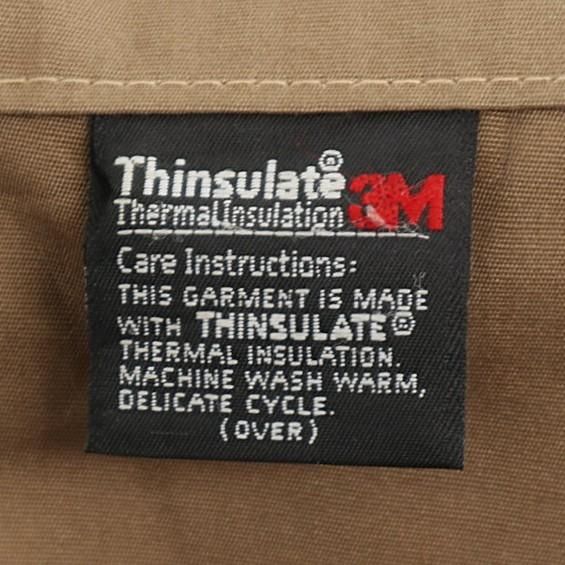 Thinsulate® 3M
Thermal Insulation
Care Instructions:
THIS GARMENT IS MADE
WITH THINSULATE®
THERMAL INSULATION.
MACHINE WASH WARM,
DELICATE CYCLE.
(OVER)